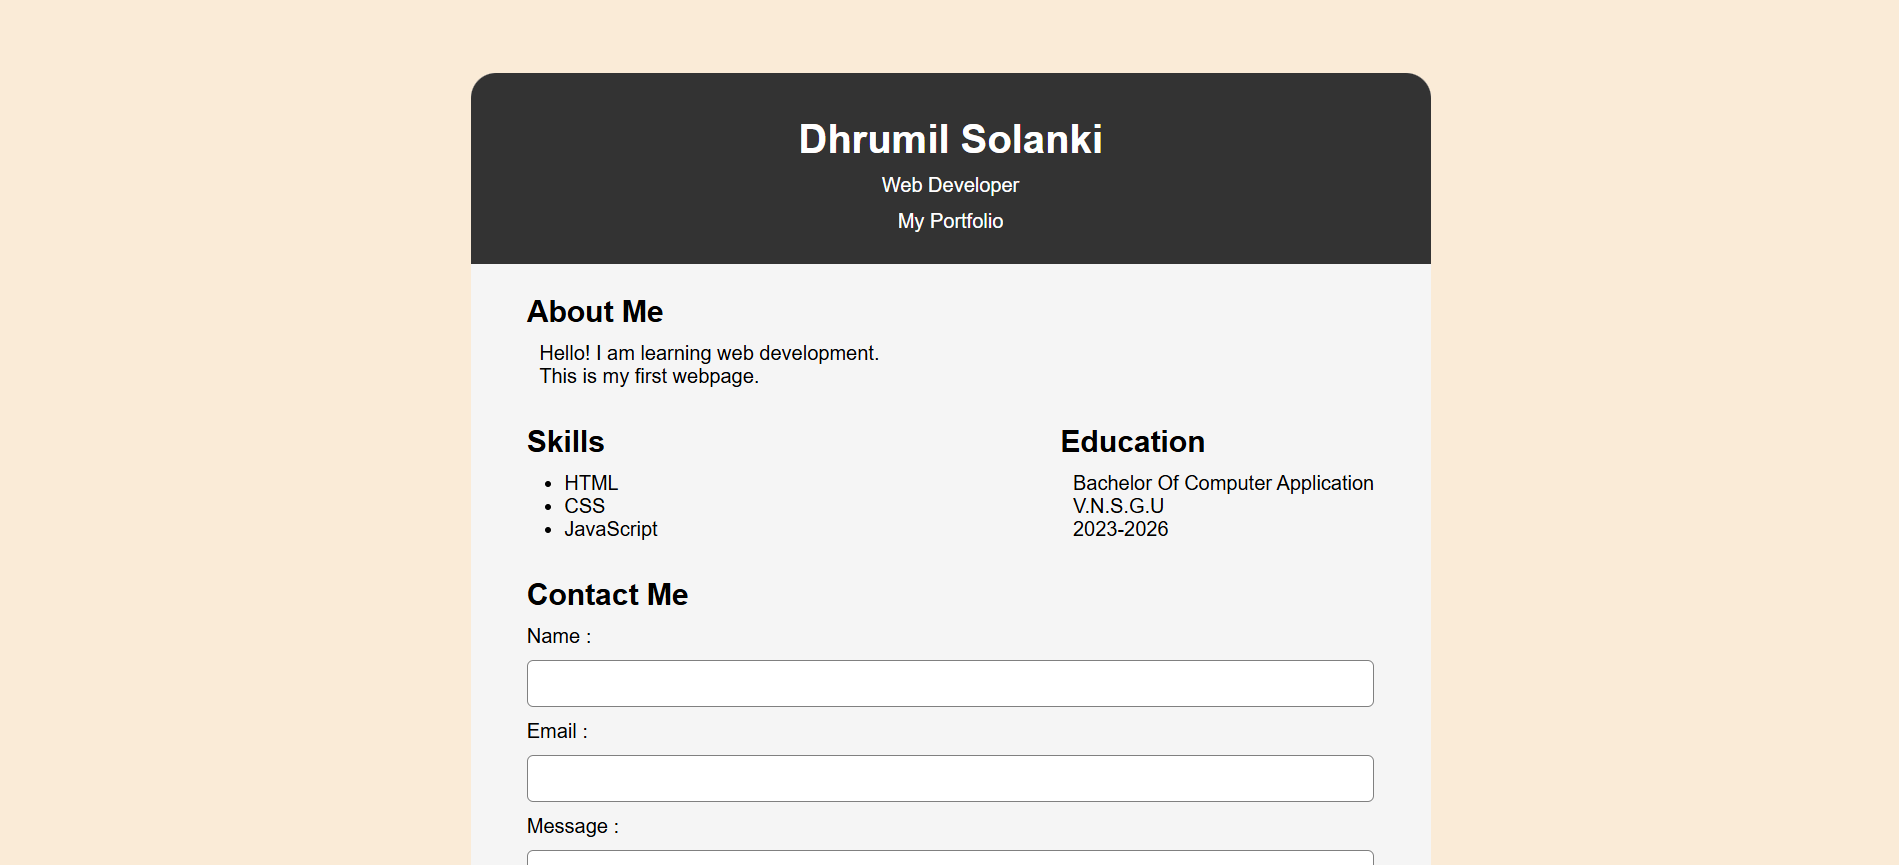 Dhrumil Solanki
Web Developer
My Portfolio
About Me
Hello! I am learning web development.
This is my first webpage.
Skills
HTML
CSS
JavaScript
Education
Bachelor Of Computer Application
V.N.S.G.U
2023-2026
Contact Me
Name :
Email :
Message :